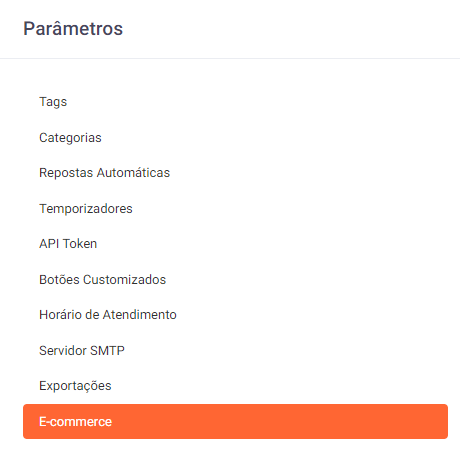 Parâmetros
Tags
Categorias
Repostas Automáticas
Temporizadores
API Token
Botões Customizados
Horário de Atendimento
Servidor SMTP
Exportações
E-commerce